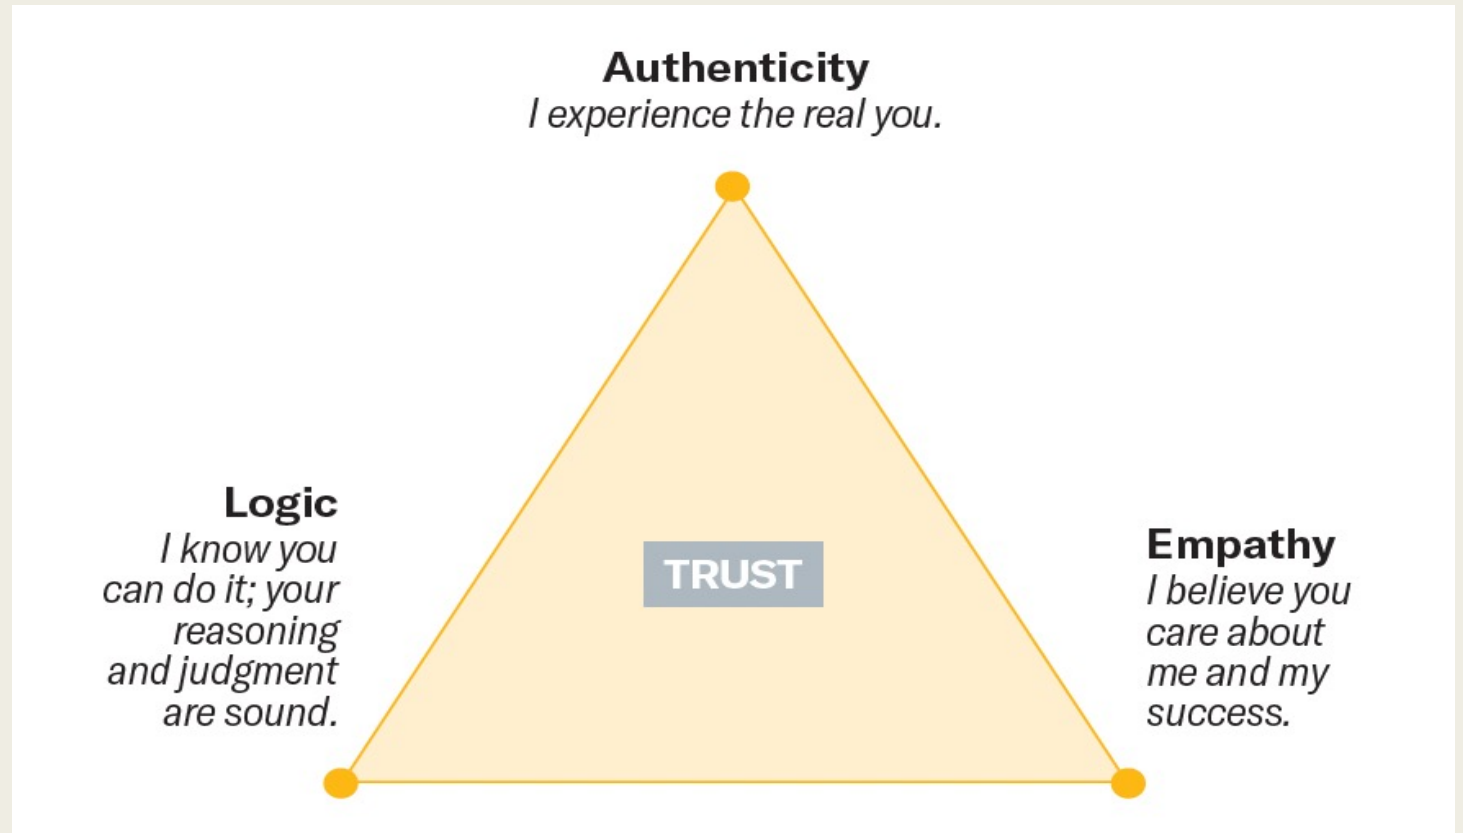 Authenticity
I experience the real you.
Logic
I know you
can do it; your
reasoning
and judgment
are sound.
TRUST
Empathy
I believe you
care about
me and my
success.